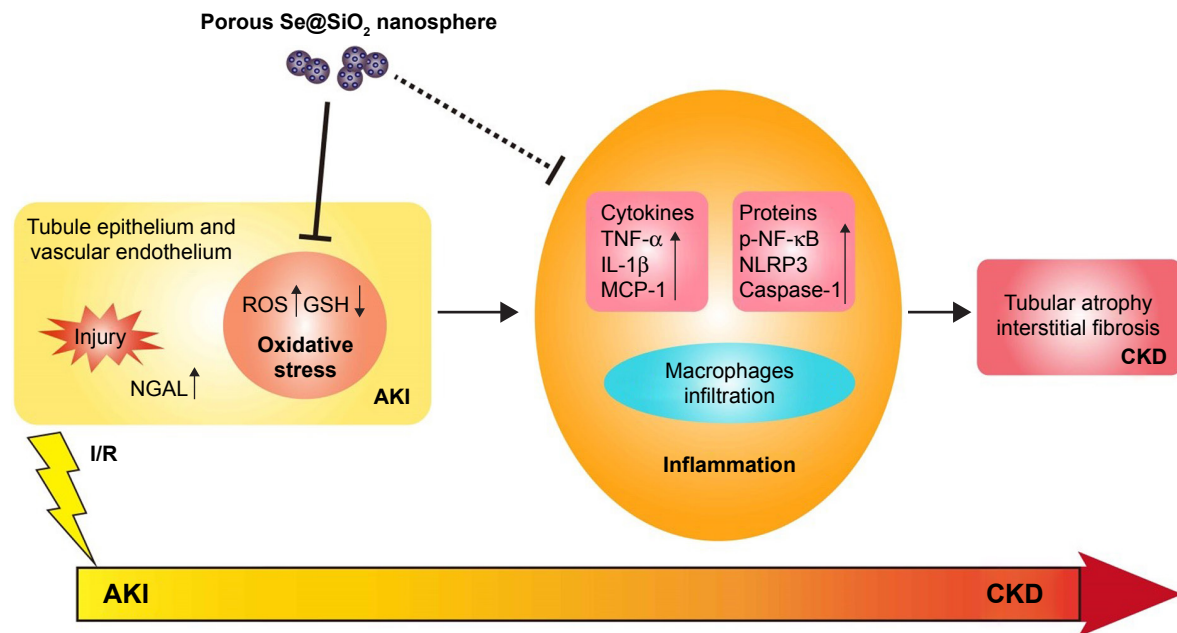 Porous Se@SiO₂ nanosphere
Tubule epithelium and
vascular endothelium
ROS↑GSH↓
Oxidative
stress
Injury
NGAL↑
AKI
I/R
Cytokines
TNF-α
IL-1β
MCP-1
Proteins
p-NF-κB
NLRP3
Caspase-1
Macrophages
infiltration
Inflammation
Tubular atrophy
interstitial fibrosis
CKD
AKI
CKD